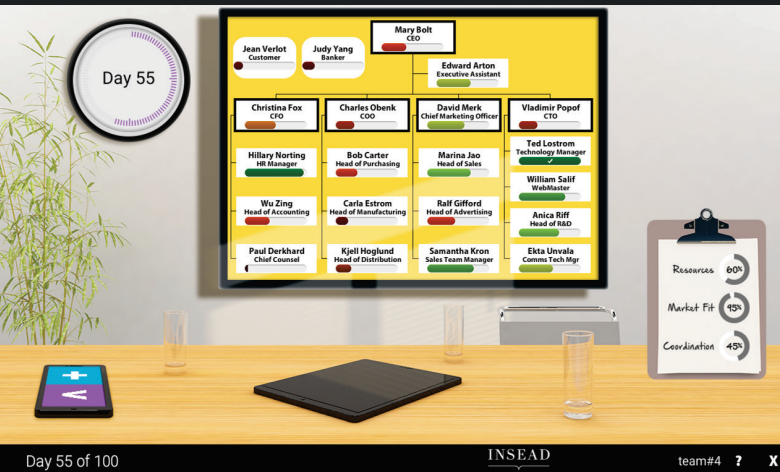 Day 55
Mary Bolt
CEO
Jean Verlot
Customer
Judy Yang
Banker
Edward Arton
Executive Assistant
Christina Fox
CFO
Charles Obenk
COO
David Merk
Chief Marketing Officer
Vladimir Popof
CTO
Hillary Norting
HR Manager
Bob Carter
Head of Purchasing
Marina Jao
Head of Sales
Ted Lostrom
Technology Manager
William Salif
WebMaster
Wu Zing
Head of Accounting
Carla Estrom
Head of Manufacturing
Ralf Gifford
Head of Advertising
Anica Riff
Head of R&D
Paul Derkhard
Chief Counsel
Kjell Hoglund
Head of Distribution
Samantha Kron
Sales Team Manager
Ekta Unvala
Comms Tech Mgr
Resources 60%
Market Fit 95%
Coordination 45%
Day 55 of 100
INSEAD
team#4 ? X